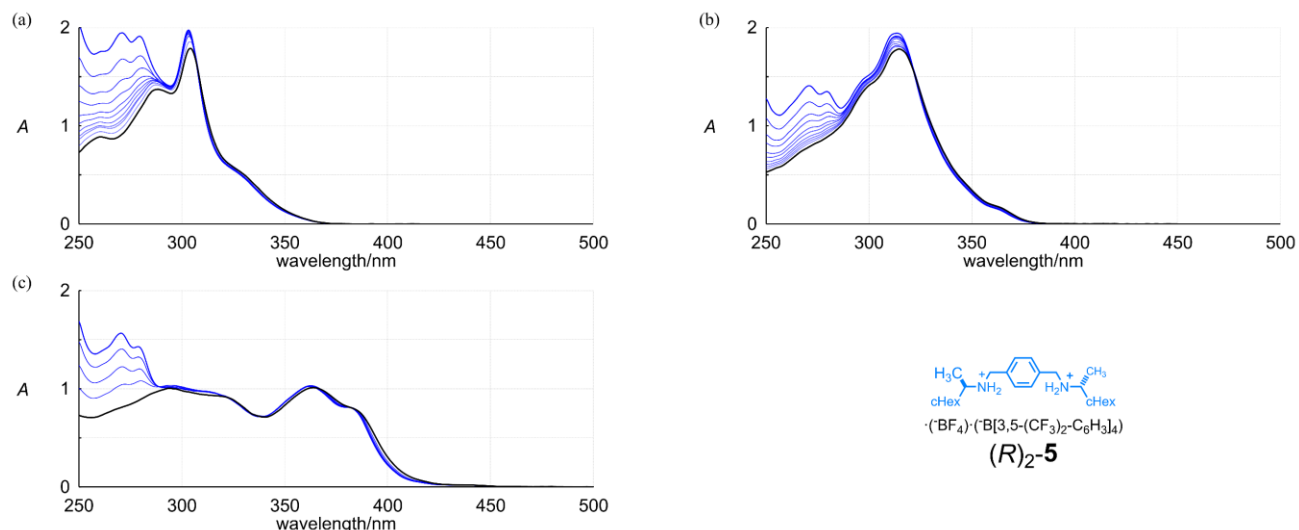 (a)
2
1
0
A
250 300 350 400 450 500
wavelength/nm
(b)
2
1
0
A
250 300 350 400 450 500
wavelength/nm
(c)
2
1
0
A
250 300 350 400 450 500
wavelength/nm
H₃C + + CH₃
NH₂ H₂N
cHex cHex
·(⁻BF₄)·(⁻B[3,5-(CF₃)₂-C₆H₃]₄)
(R)₂-5